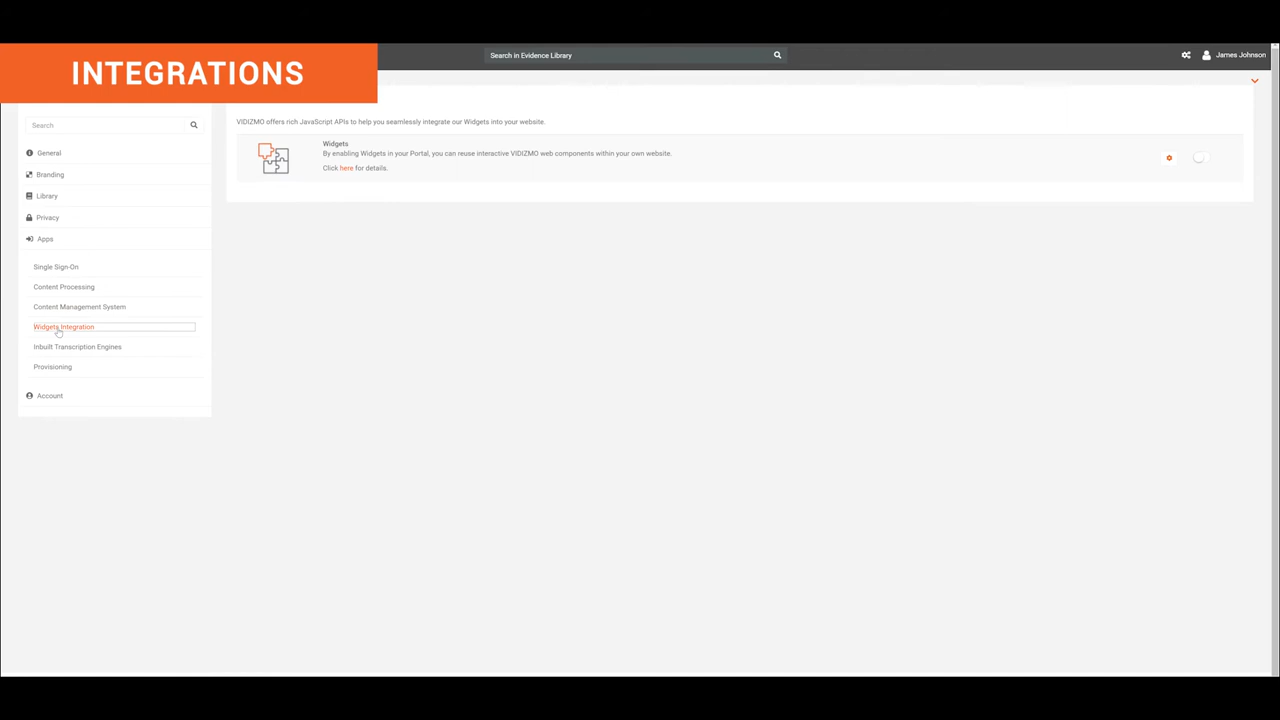 INTEGRATIONS
Search in Evidence Library
James Johnson
Search
General
Branding
Library
Privacy
Apps
Single Sign-On
Content Processing
Content Management System
Widgets Integration
Inbuilt Transcription Engines
Provisioning
Account
VIDIZMO offers rich JavaScript APIs to help you seamlessly integrate our Widgets into your website.
Widgets
By enabling Widgets in your Portal, you can reuse interactive VIDIZMO web components within your own website.
Click here for details.